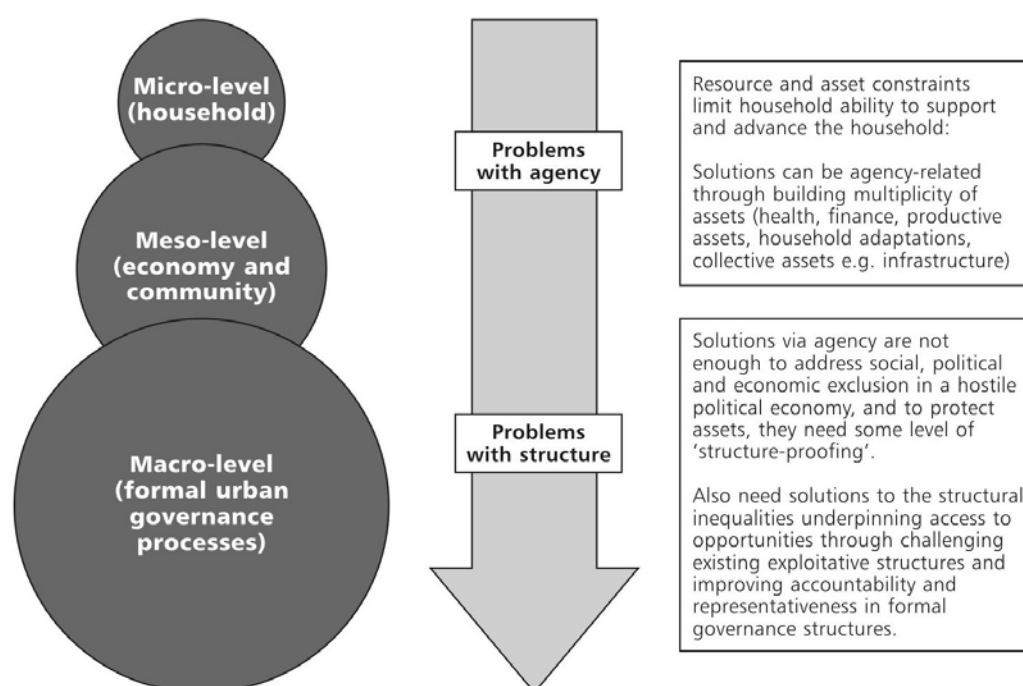 Micro-level
(household)
Meso-level
(economy and
community)
Macro-level
(formal urban
governance
processes)
Problems
with agency
Problems
with structure
Resource and asset constraints
limit household ability to support
and advance the household:
Solutions can be agency-related
through building multiplicity of
assets (health, finance, productive
assets, household adaptations,
collective assets e.g. infrastructure)
Solutions via agency are not
enough to address social, political
and economic exclusion in a hostile
political economy, and to protect
assets, they need some level of
‘structure-proofing’.
Also need solutions to the structural
inequalities underpinning access to
opportunities through challenging
existing exploitative structures and
improving accountability and
representativeness in formal
governance structures.